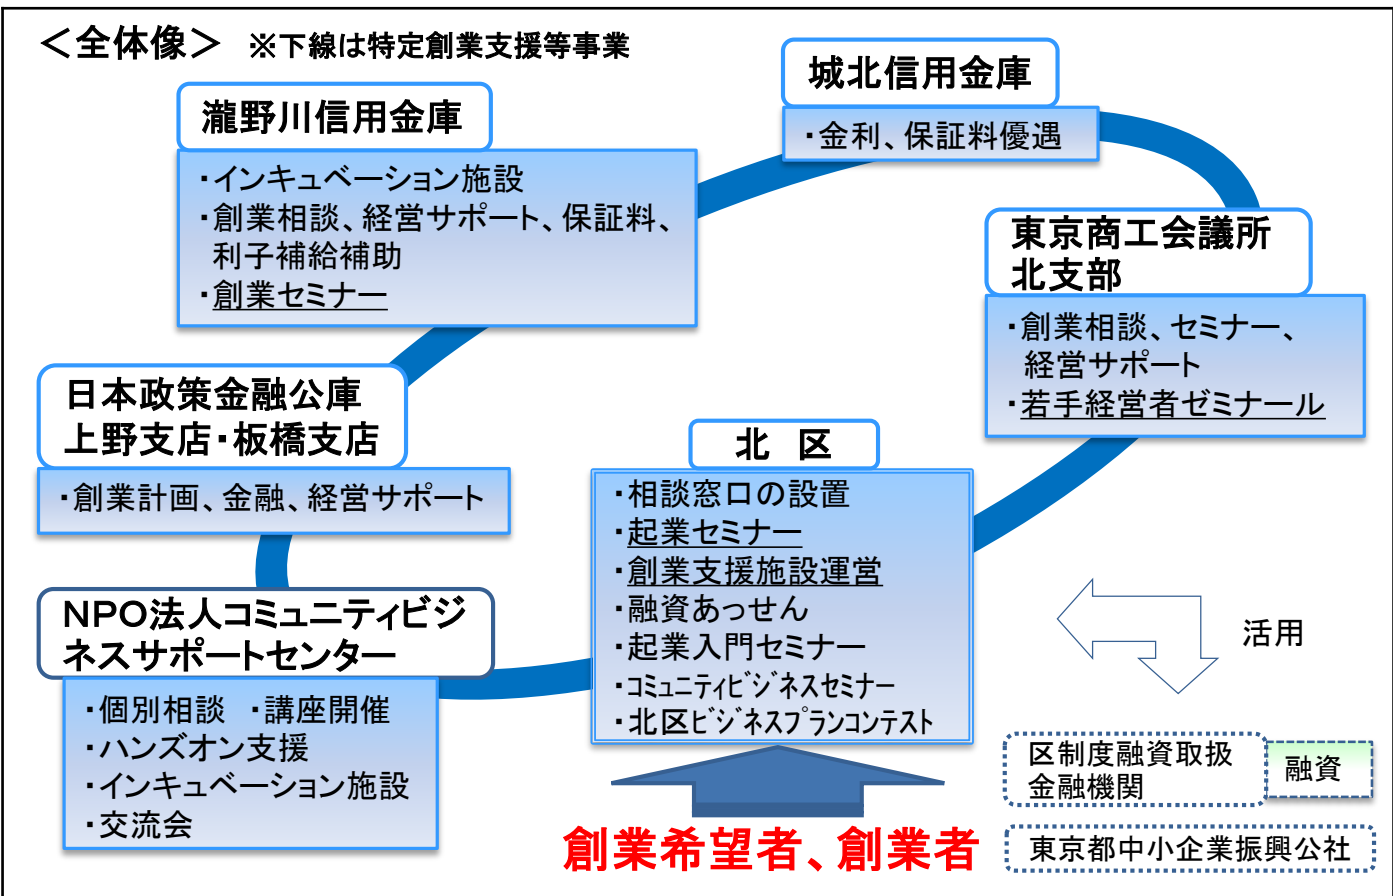 ＜全体像＞ ※下線は特定創業支援等事業
瀧野川信用金庫
・インキュベーション施設
・創業相談、経営サポート、保証料、
利子補給補助
・創業セミナー
城北信用金庫
・金利、保証料優遇
東京商工会議所
北支部
・創業相談、セミナー、
経営サポート
・若手経営者ゼミナール
日本政策金融公庫
上野支店・板橋支店
・創業計画、金融、経営サポート
北 区
・相談窓口の設置
・起業セミナー
・創業支援施設運営
・融資あっせん
・起業入門セミナー
・コミュニティビジネスセミナー
・北区ビジネスプランコンテスト
NPO法人コミュニティビジ
ネスサポートセンター
・個別相談 ・講座開催
・ハンズオン支援
・インキュベーション施設
・交流会
活用
区制度融資取扱
金融機関
融資
東京都中小企業振興公社
創業希望者、創業者